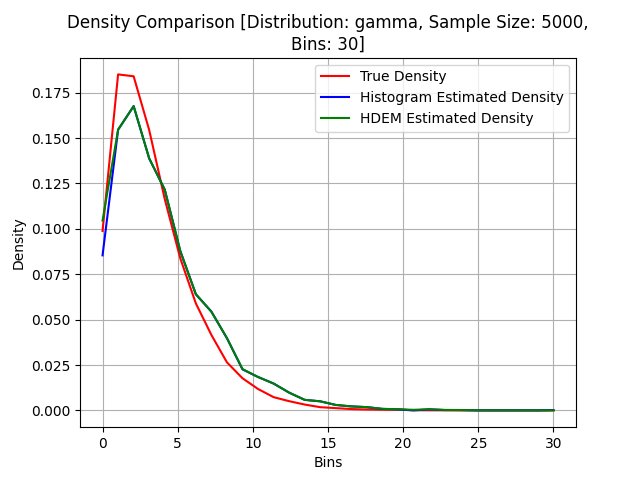 Density Comparison [Distribution: gamma, Sample Size: 5000,
Bins: 30]
True Density
Histogram Estimated Density
HDEM Estimated Density
Density
0.175
0.150
0.125
0.100
0.075
0.050
0.025
0.000
0 5 10 15 20 25 30
Bins